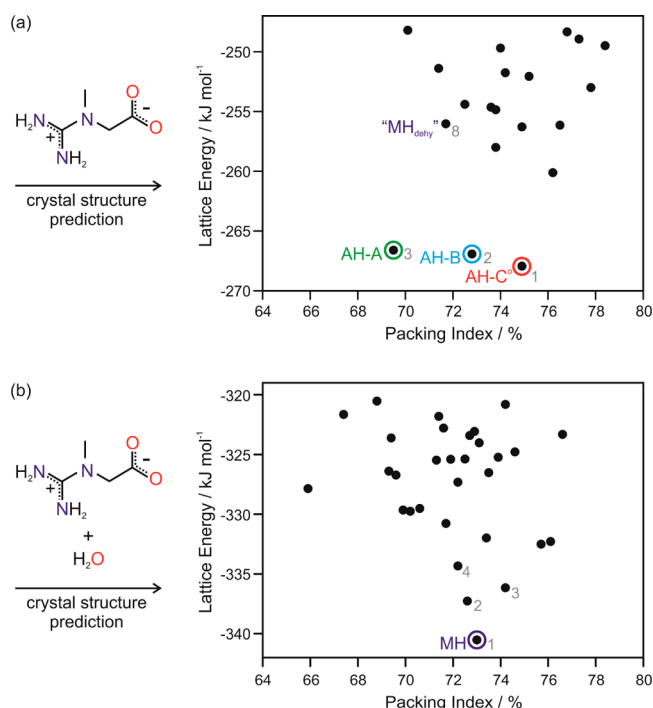 (a)
H₂N
N
O
O
−
+
NH₂
crystal structure
prediction
Lattice Energy / kJ mol⁻¹
-250
-255
-260
-265
-270
"MH_dehy"
8
AH-A
3
AH-B
2
AH-C°
1
64 66 68 70 72 74 76 78 80
Packing Index / %
(b)
H₂N
N
O
O
−
+
NH₂
+
H₂O
crystal structure
prediction
Lattice Energy / kJ mol⁻¹
-320
-325
-330
-335
-340
4
3
2
MH
1
64 66 68 70 72 74 76 78 80
Packing Index / %